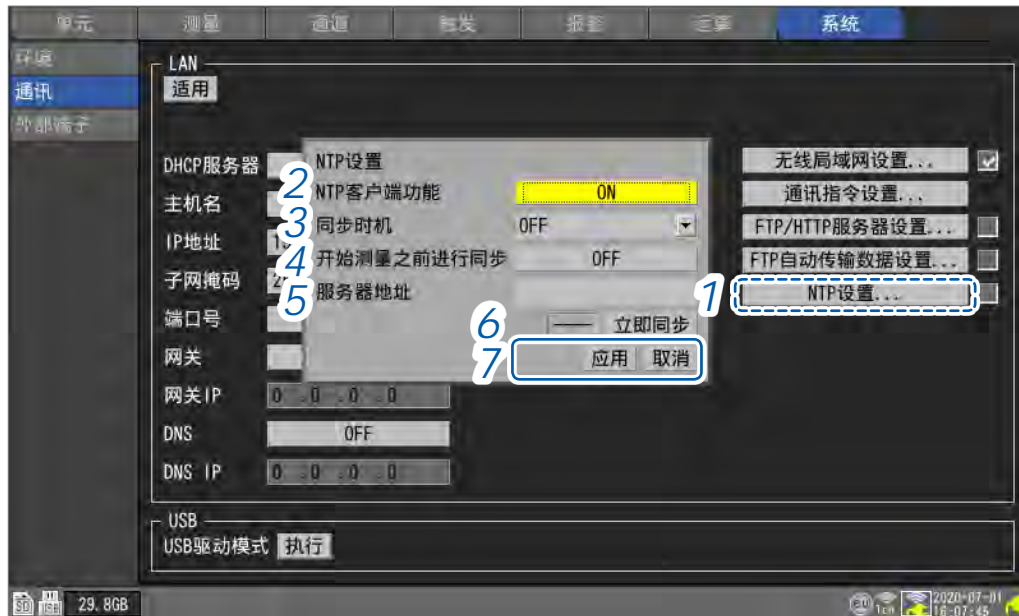 单元 测量 通道 触发 报警 运算 系统
环境
通讯
外部端子
LAN
适用
DHCP服务器
主机名
IP地址
子网掩码
端口号
网关
网关IP 0 . 0 . 0 . 0
DNS OFF
DNS IP 0 . 0 . 0 . 0
NTP设置
2 NTP客户端功能 ON
3 同步时机 OFF
4 开始测量之前进行同步 OFF
5 服务器地址
6 立即同步
7 应用 取消
无线局域网设置...
通讯指令设置...
FTP/HTTP服务器设置...
FTP自动传输数据设置...
1 NTP设置...
USB
USB驱动模式 执行
SD USB 29.8GB
2020-07-01
16:07:45